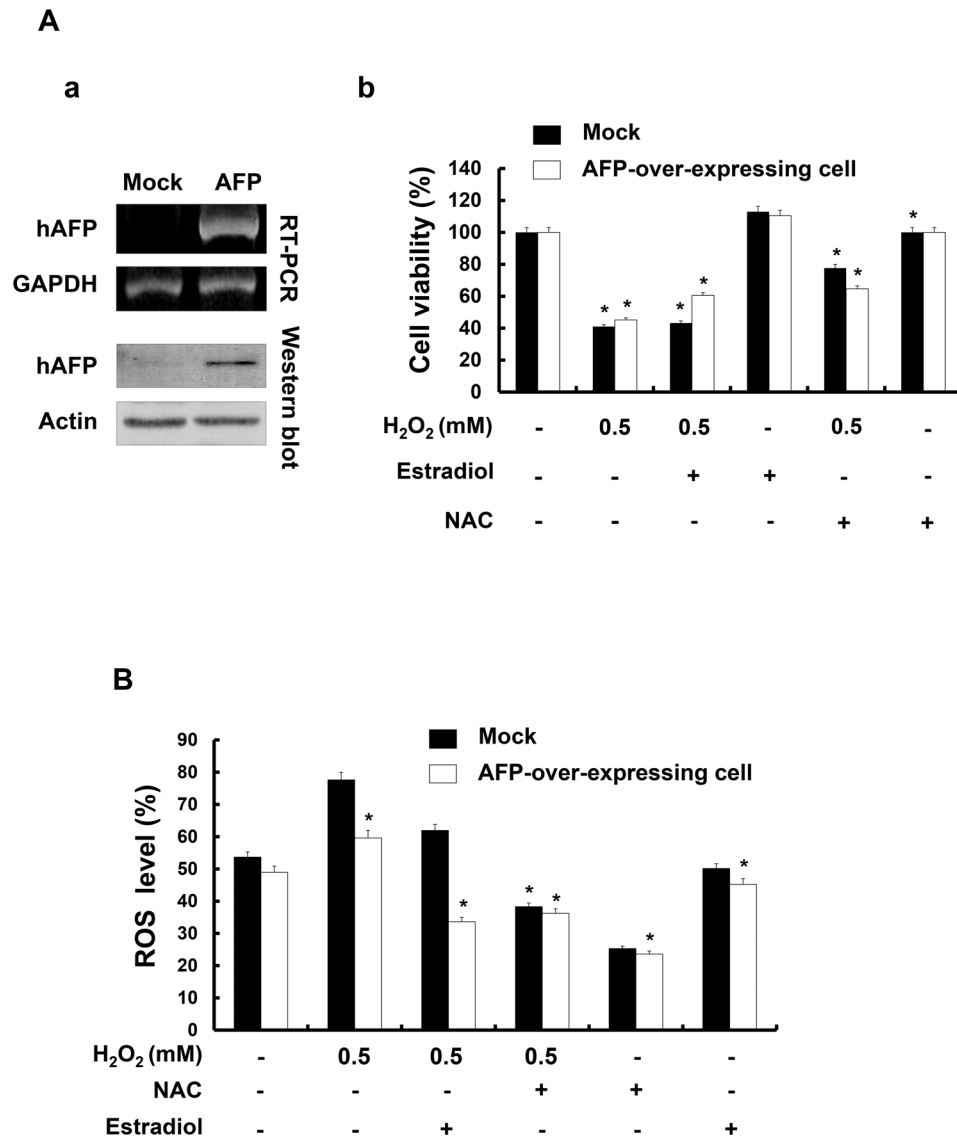 A
a
Mock AFP
hAFP
GAPDH
RT-PCR
hAFP
Actin
Western blot
b
Mock
AFP-over-expressing cell
Cell viability (%)
140
120
100
80
60
40
20
0
* * * * * * *
H₂O₂ (mM) - 0.5 0.5 - 0.5 -
Estradiol - - + + - -
NAC - - - - + +
B
Mock
AFP-over-expressing cell
ROS level (%)
90
80
70
60
50
40
30
20
10
0
* * * * * *
H₂O₂ (mM) - 0.5 0.5 0.5 - -
NAC - - - + + -
Estradiol - - + - - +